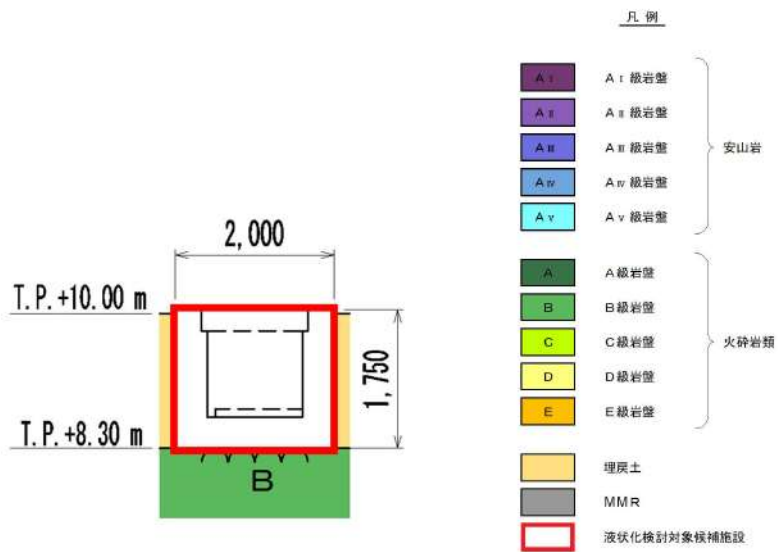 凡 例
AⅠ AⅠ級岩盤
AⅡ AⅡ級岩盤
AⅢ AⅢ級岩盤
安山岩
AⅣ AⅣ級岩盤
AⅤ AⅤ級岩盤
A A級岩盤
B B級岩盤
C C級岩盤
火砕岩類
D D級岩盤
E E級岩盤
埋戻土
MMR
液状化検討対象候補施設
2,000
T.P.+10.00 m
1,750
T.P.+8.30 m
B